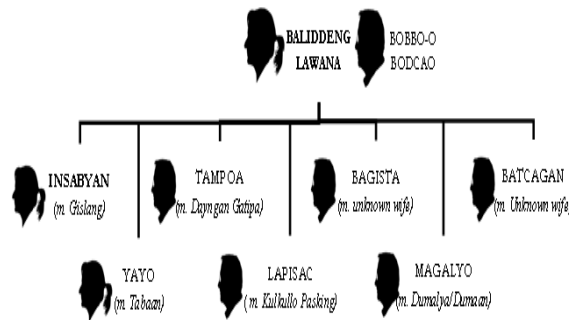 BALIDDENG
LAWANA
BOBBO-O
BODCAO
INSABYAN
(m. Gislang)
TAMPOA
(m. Dayngan Gatipa)
BAGISTA
(m. unknown wife)
BATCAGAN
(m. Unknown wife)
YAYO
(m. Tabaan)
LAPISAC
( m. Kulkullo Pasking)
MAGALYO
(m. Dumalya/Dumaan)